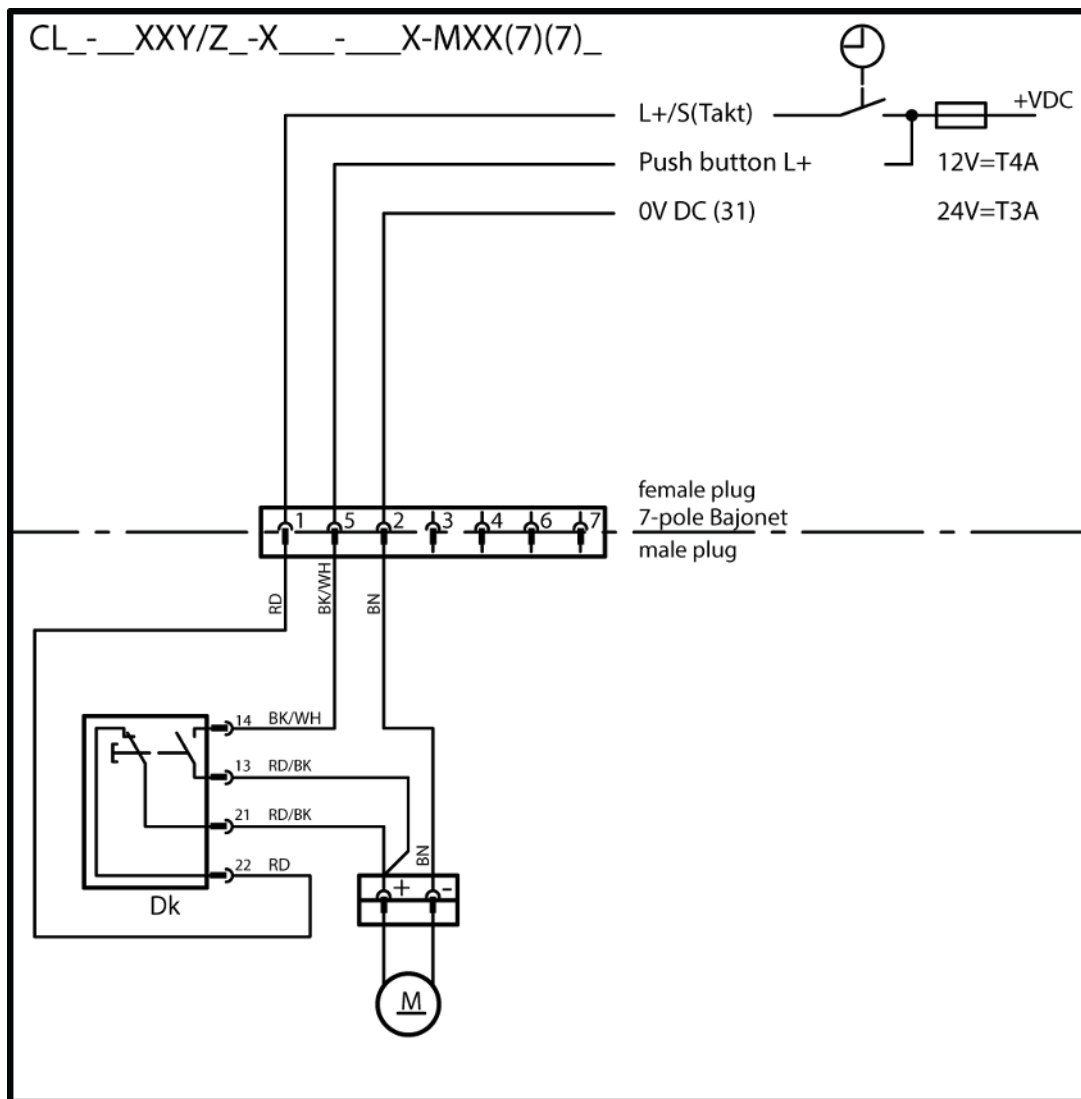 CL_-__XXY/Z_-X___-___X-MXX(7)(7)_
L+/S(Takt)
+VDC
Push button L+
12V=T4A
0V DC (31)
24V=T3A
female plug
1 5 2 3 4 6 7
7-pole Bajonet
male plug
RD
BK/WH
BN
14 BK/WH
13 RD/BK
21 RD/BK
BN
22 RD
+ -
Dk
M